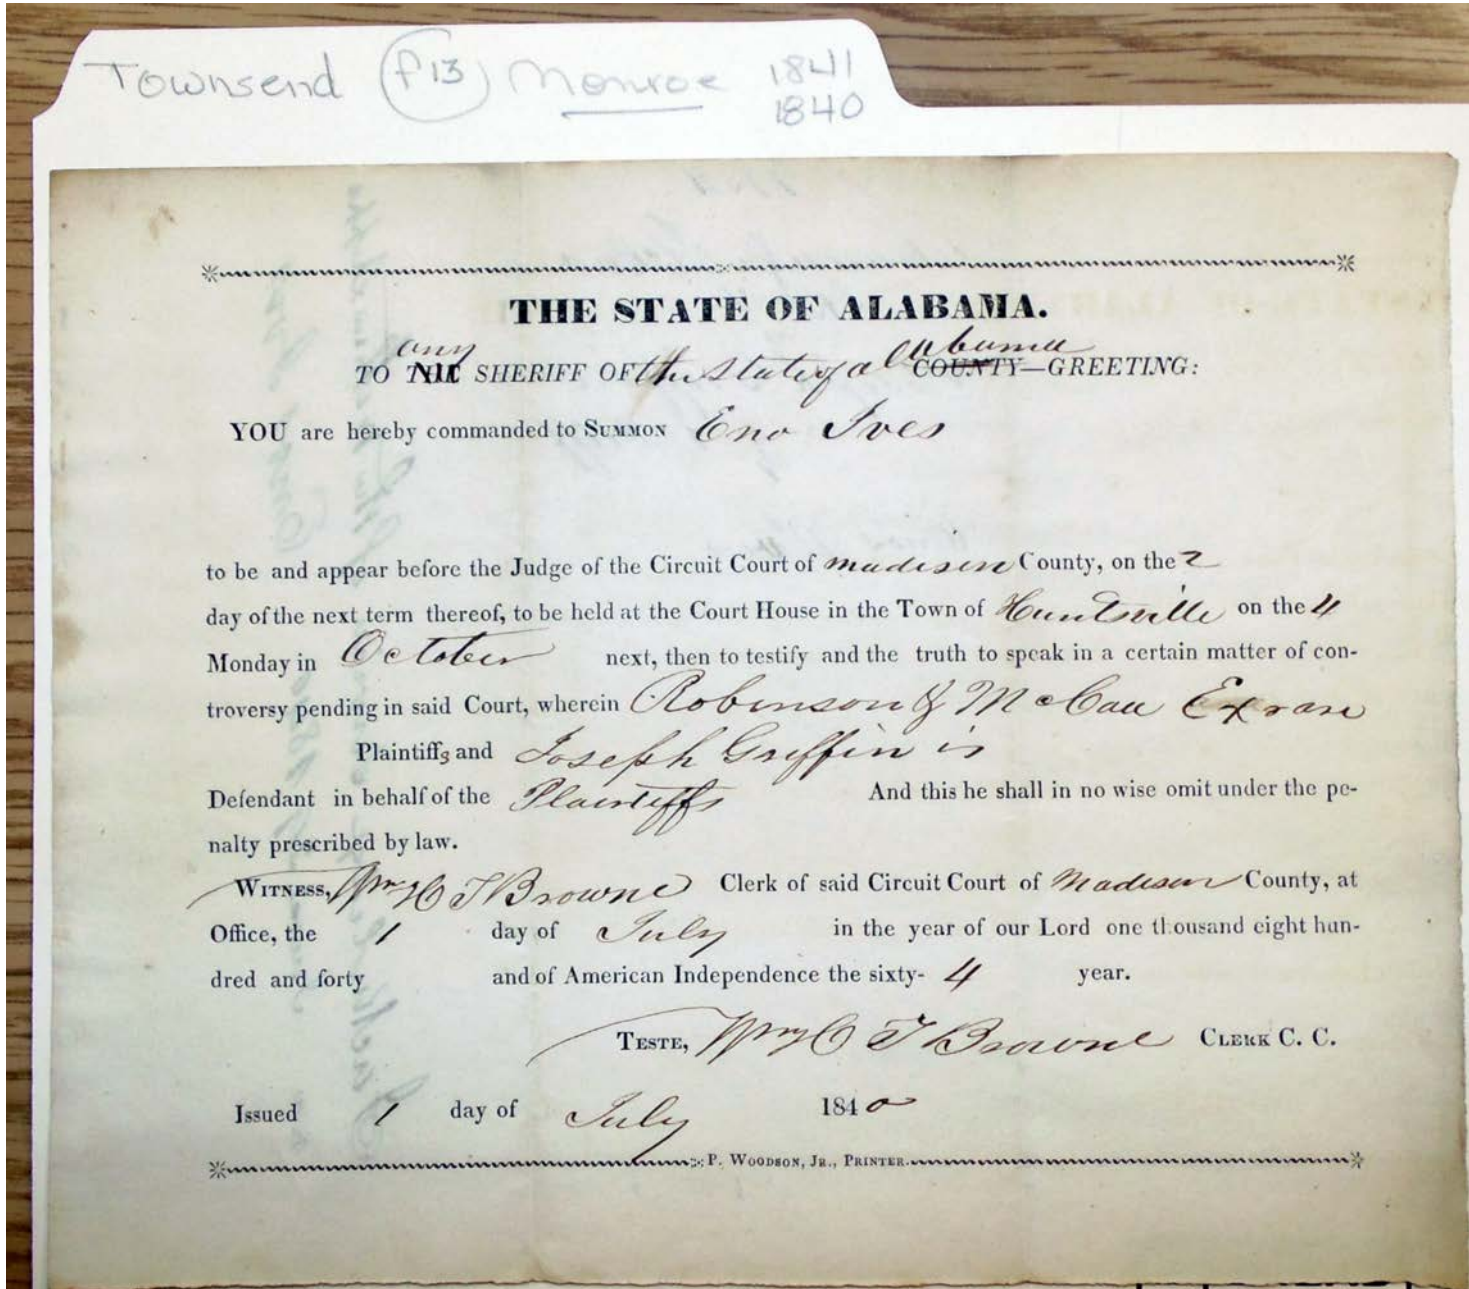 Townsend f13 Monroe 1841
1840
THE STATE OF ALABAMA.
any
TO THE SHERIFF OF the State of alabama COUNTY—GREETING:
YOU are hereby commanded to SUMMON Eno Ives
to be and appear before the Judge of the Circuit Court of Madison County, on the 2
day of the next term thereof, to be held at the Court House in the Town of Huntsville on the 4
Monday in October next, then to testify and the truth to speak in a certain matter of con-
troversy pending in said Court, wherein Robinson & McCaa Exrs are
Plaintiffs and Joseph Griffin is
Defendant in behalf of the Plaintiffs And this he shall in no wise omit under the pe-
nalty prescribed by law.
WITNESS, Wm H T Browne Clerk of said Circuit Court of Madison County, at
Office, the 1 day of July in the year of our Lord one thousand eight hun-
dred and forty and of American Independence the sixty- 4 year.
TESTE, Wm H T Browne CLERK C. C.
Issued 1 day of July 1840
P. WOODSON, JR., PRINTER.